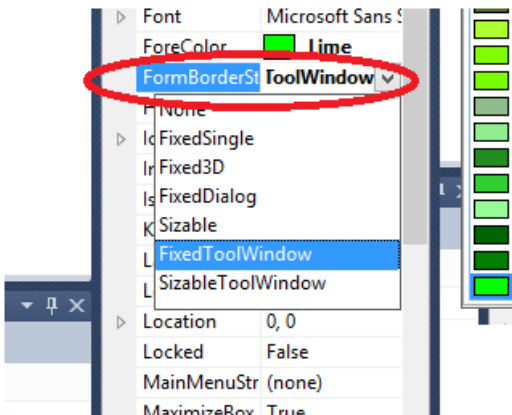 Font Microsoft Sans S
ForeColor Lime
FormBorderSt ToolWindow
None
FixedSingle
Fixed3D
FixedDialog
Sizable
FixedToolWindow
SizableToolWindow
Location 0, 0
Locked False
MainMenuStr (none)
MaximizeBox True